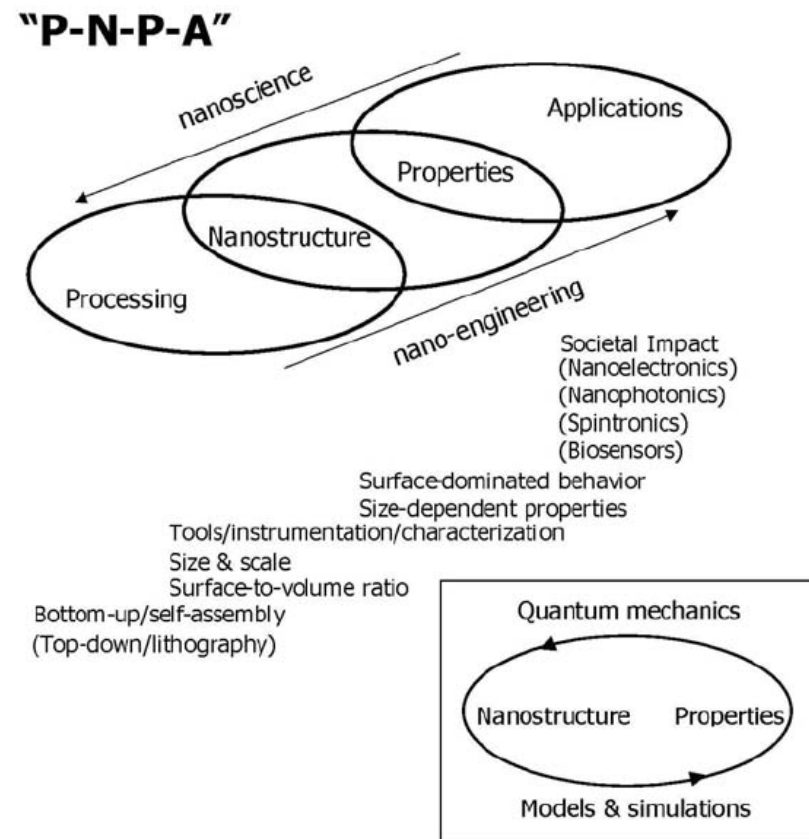 "P-N-P-A"
nanoscience
Applications
Properties
Nanostructure
Processing
nano-engineering
Societal Impact
(Nanoelectronics)
(Nanophotonics)
(Spintronics)
(Biosensors)
Surface-dominated behavior
Size-dependent properties
Tools/instrumentation/characterization
Size & scale
Surface-to-volume ratio
Bottom-up/self-assembly
(Top-down/lithography)
Quantum mechanics
Nanostructure Properties
Models & simulations